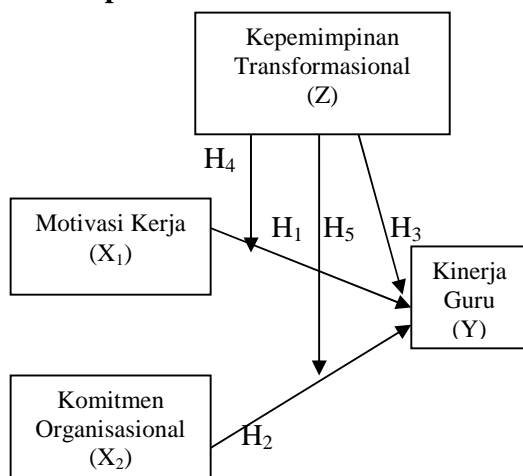 Kepemimpinan
Transformasional
(Z)
H₄
Motivasi Kerja
(X₁)
H₁
H₅
H₃
Kinerja
Guru
(Y)
Komitmen
Organisasional
(X₂)
H₂